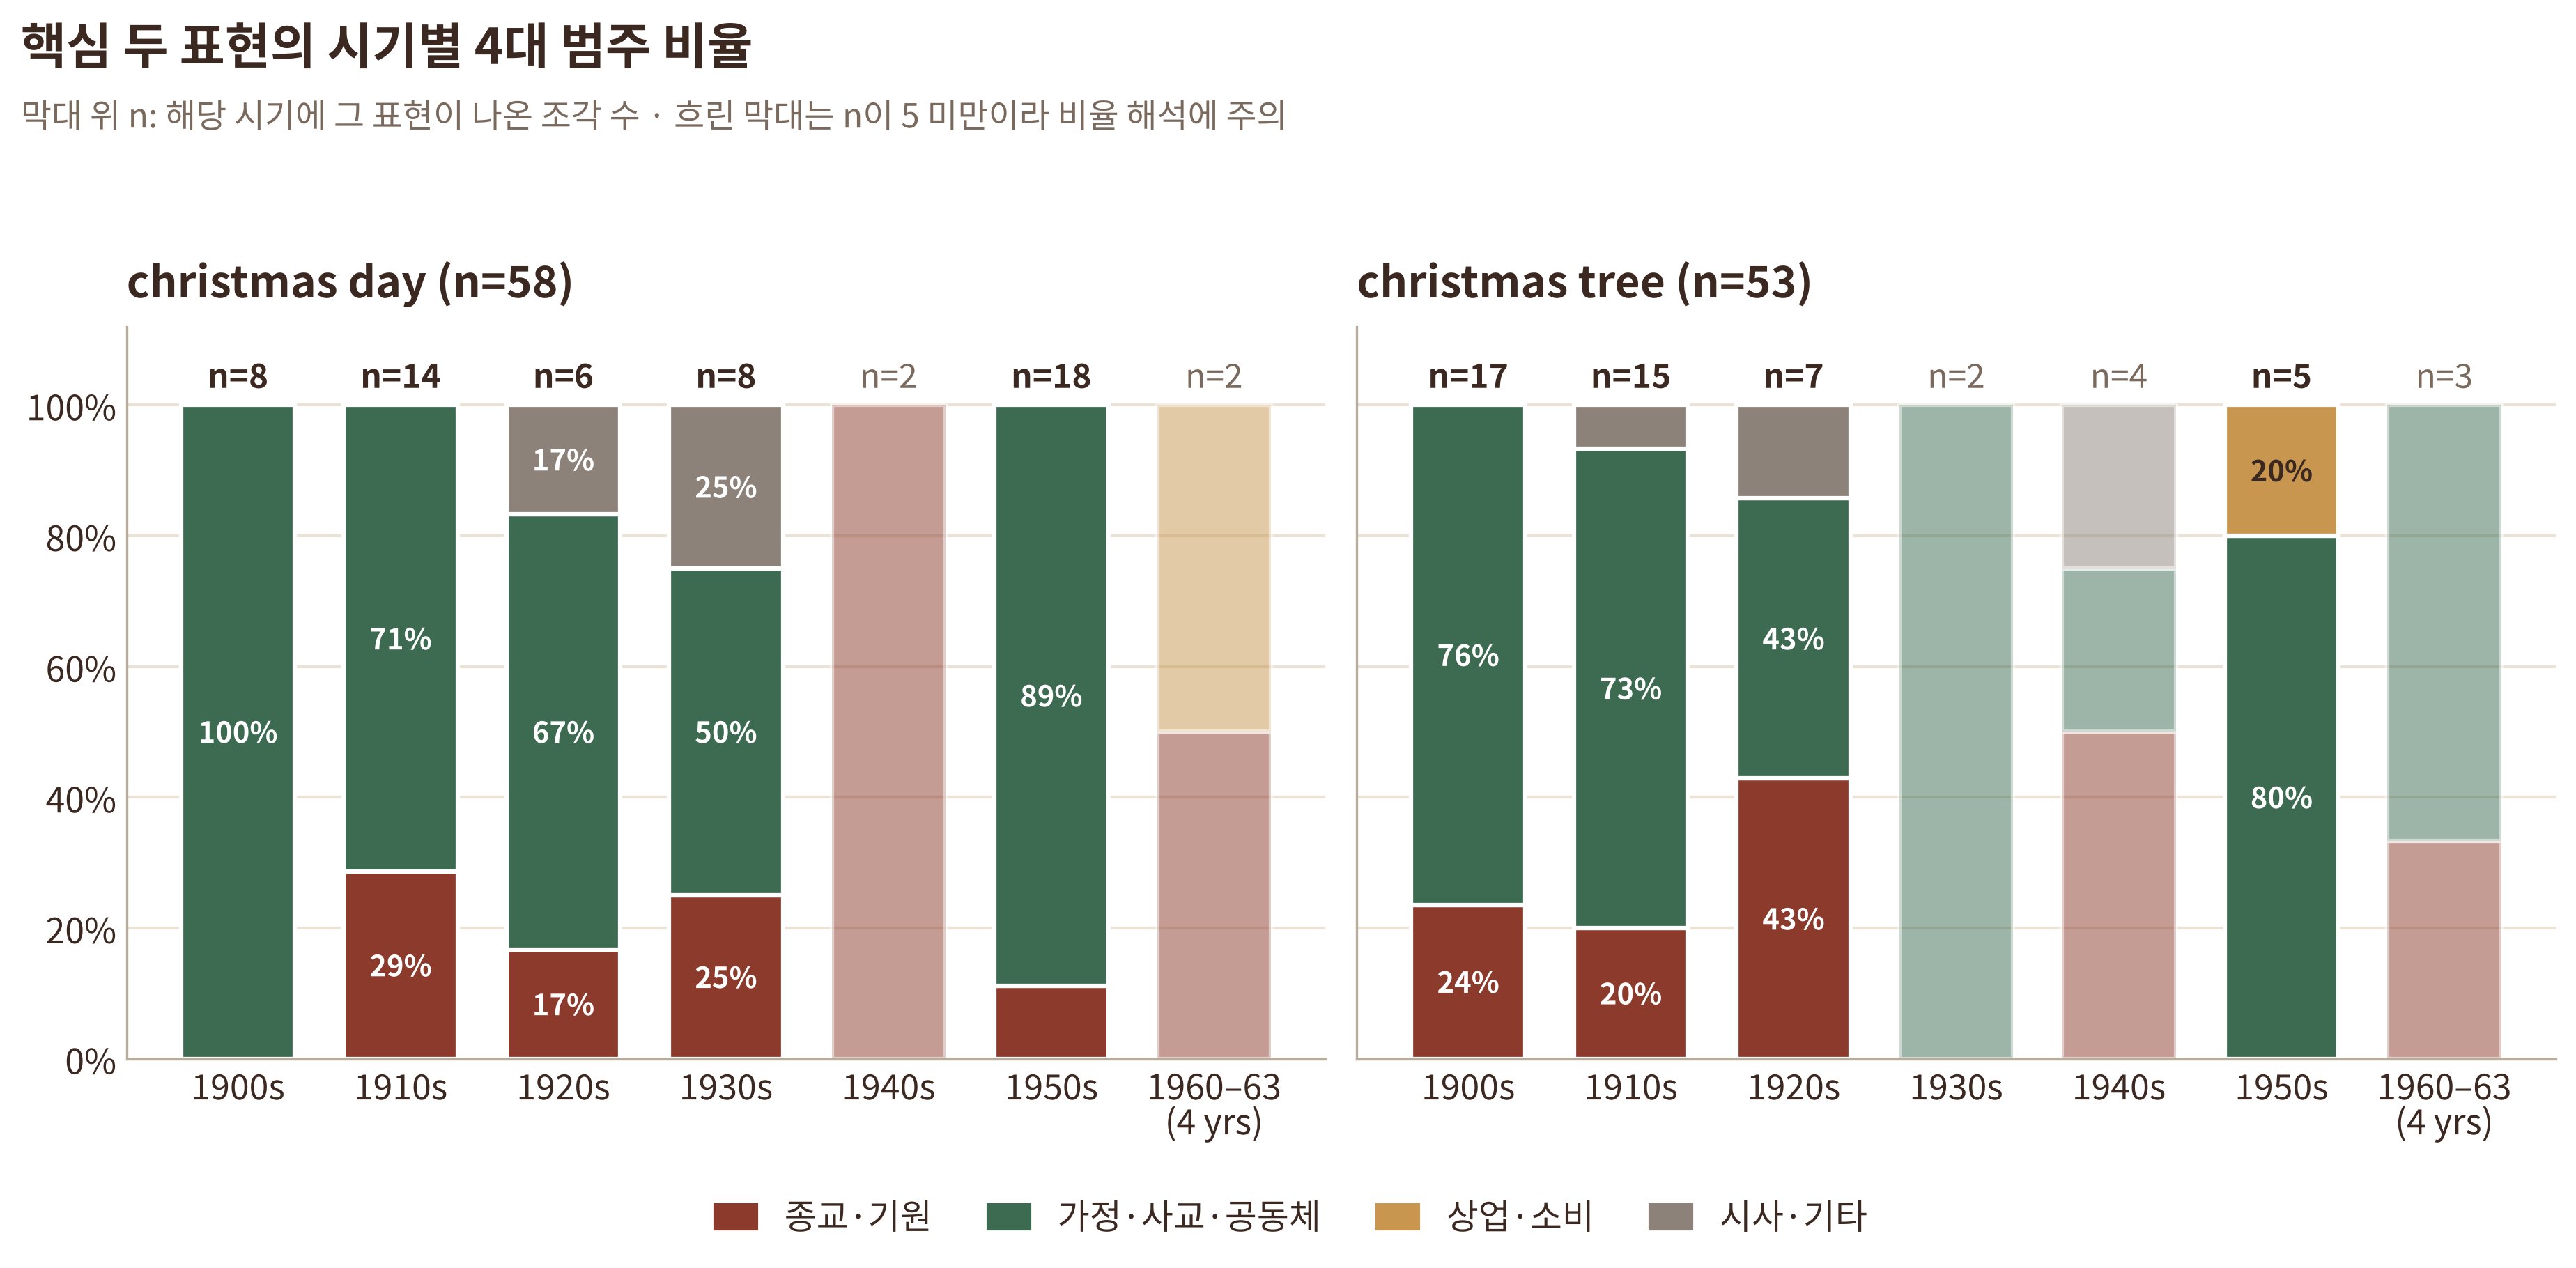 핵심 두 표현의 시기별 4대 범주 비율
막대 위 n: 해당 시기에 그 표현이 나온 조각 수 · 흐린 막대는 n이 5 미만이라 비율 해석에 주의
christmas day (n=58)
n=8 n=14 n=6 n=8 n=2 n=18 n=2
100%
80%
60%
40%
20%
0%
100%
71%
29%
17%
67%
17%
25%
50%
25%
89%
1900s 1910s 1920s 1930s 1940s 1950s 1960–63
(4 yrs)
christmas tree (n=53)
n=17 n=15 n=7 n=2 n=4 n=5 n=3
76%
24%
73%
20%
43%
43%
20%
80%
1900s 1910s 1920s 1930s 1940s 1950s 1960–63
(4 yrs)
종교·기원 가정·사교·공동체 상업·소비 시사·기타